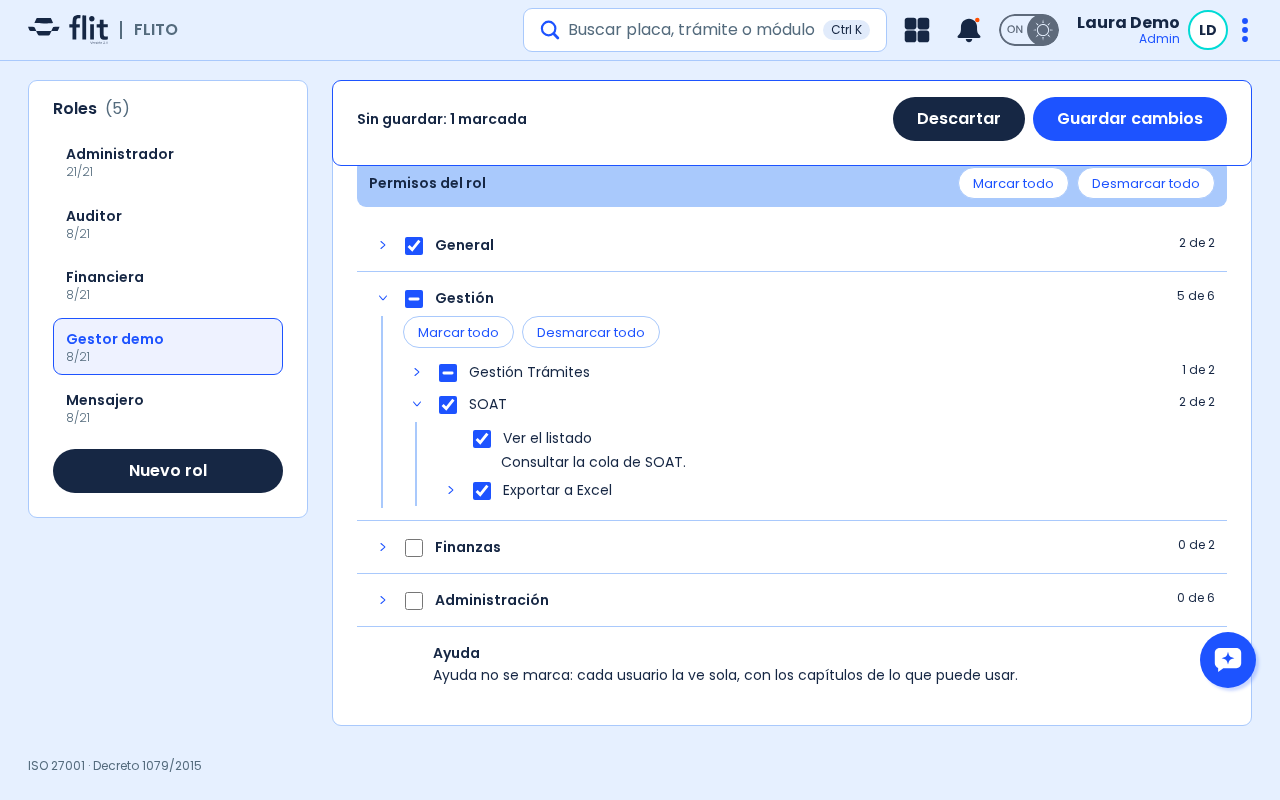 flit | FLITO
Buscar placa, trámite o módulo Ctrl K
ON
Laura Demo
Admin
LD
Roles (5)
Administrador
21/21
Auditor
8/21
Financiera
8/21
Gestor demo
8/21
Mensajero
8/21
Nuevo rol
Sin guardar: 1 marcada
Descartar
Guardar cambios
Permisos del rol
Marcar todo
Desmarcar todo
General
2 de 2
Gestión
5 de 6
Marcar todo
Desmarcar todo
Gestión Trámites
1 de 2
SOAT
2 de 2
Ver el listado
Consultar la cola de SOAT.
Exportar a Excel
Finanzas
0 de 2
Administración
0 de 6
Ayuda
Ayuda no se marca: cada usuario la ve sola, con los capítulos de lo que puede usar.
ISO 27001 · Decreto 1079/2015